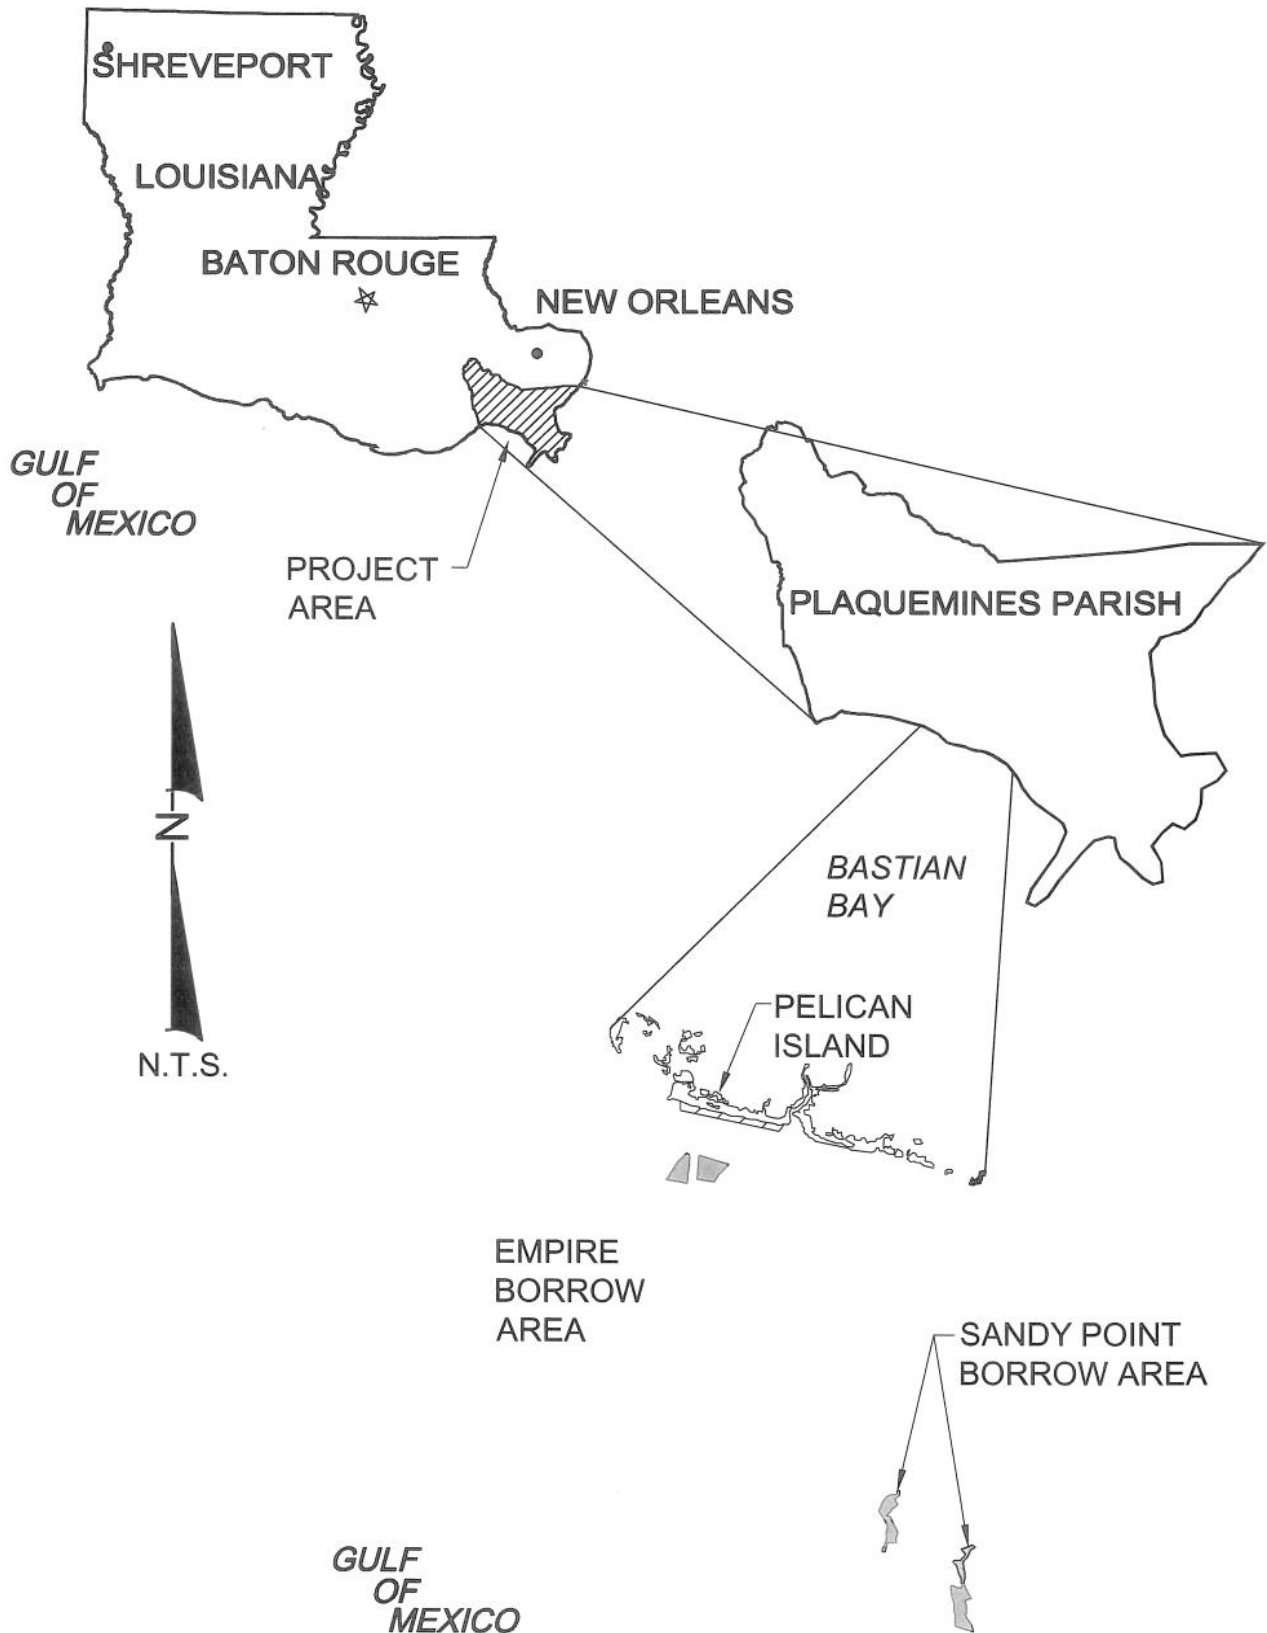 SHREVEPORT
LOUISIANA
BATON ROUGE
NEW ORLEANS
GULF
OF
MEXICO
PROJECT
AREA
PLAQUEMINES PARISH
N
BASTIAN
BAY
PELICAN
ISLAND
N.T.S.
EMPIRE
BORROW
AREA
SANDY POINT
BORROW AREA
GULF
OF
MEXICO